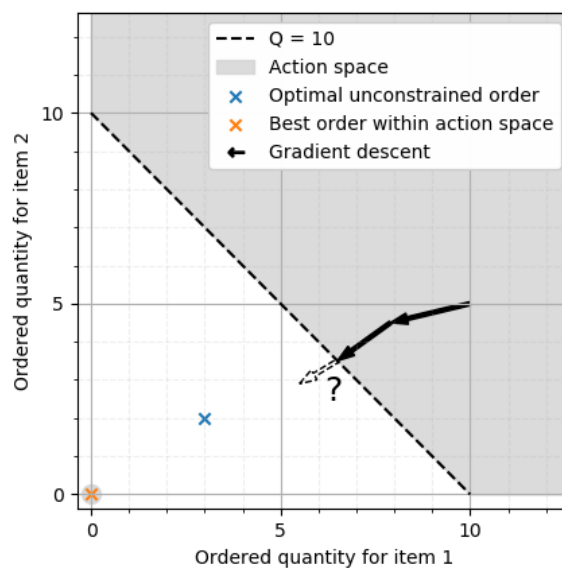 Q = 10
Action space
Optimal unconstrained order
Best order within action space
Gradient descent
?
10
5
0
0
5
10
Ordered quantity for item 2
Ordered quantity for item 1